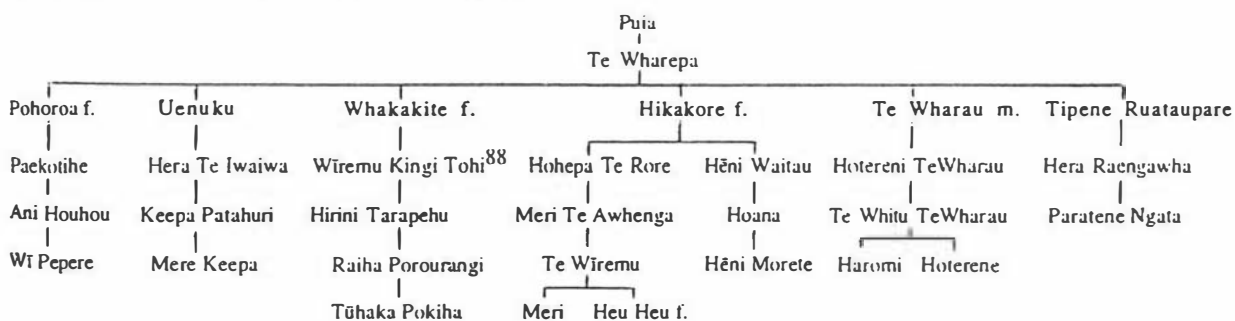 Puia
Te Wharepa
Pohoroa f. Uenuku Whakakite f. Hikakore f. Te Wharau m. Tipene Ruataupare
Paekotihe Hera Te Iwaiwa Wīremu Kingi Tohi88 Hohepa Te Rore Hēni Waitau Hotereni TeWharau Hera Raengawha
Ani Houhou Keepa Patahuri Hirini Tarapehu Meri Te Awhenga Hoana Te Whitu TeWharau Paratene Ngata
Wī Pepere Mere Keepa Raiha Porourangi Te Wīremu Hēni Morete Haromi Hoterene
Tūhaka Pokiha Meri Heu Heu f.